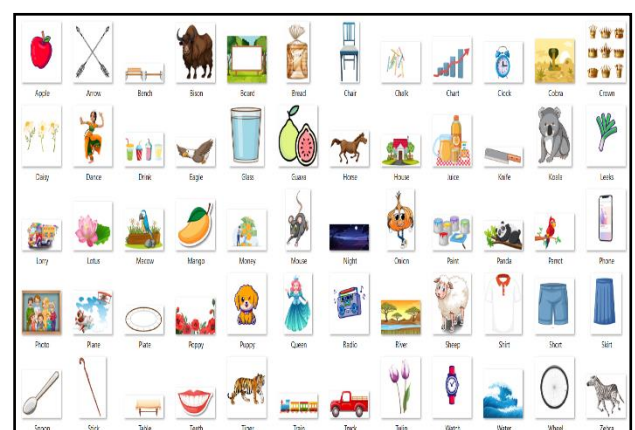 Apple Arrow Bench Bison Board Bread Chair Chalk Chart Clock Cobra Crown
Daisy Dance Drink Eagle Glass Guava Horse House Juice Knife Koala Leeks
Lorry Lotus Macaw Mango Money Mouse Night Onion Paint Panda Parrot Phone
Photo Plane Plate Poppy Puppy Queen Radio River Sheep Shirt Short Skirt
Spoon Stick Table Teeth Tiger Train Truck Tulip Watch Water Wheel Zebra